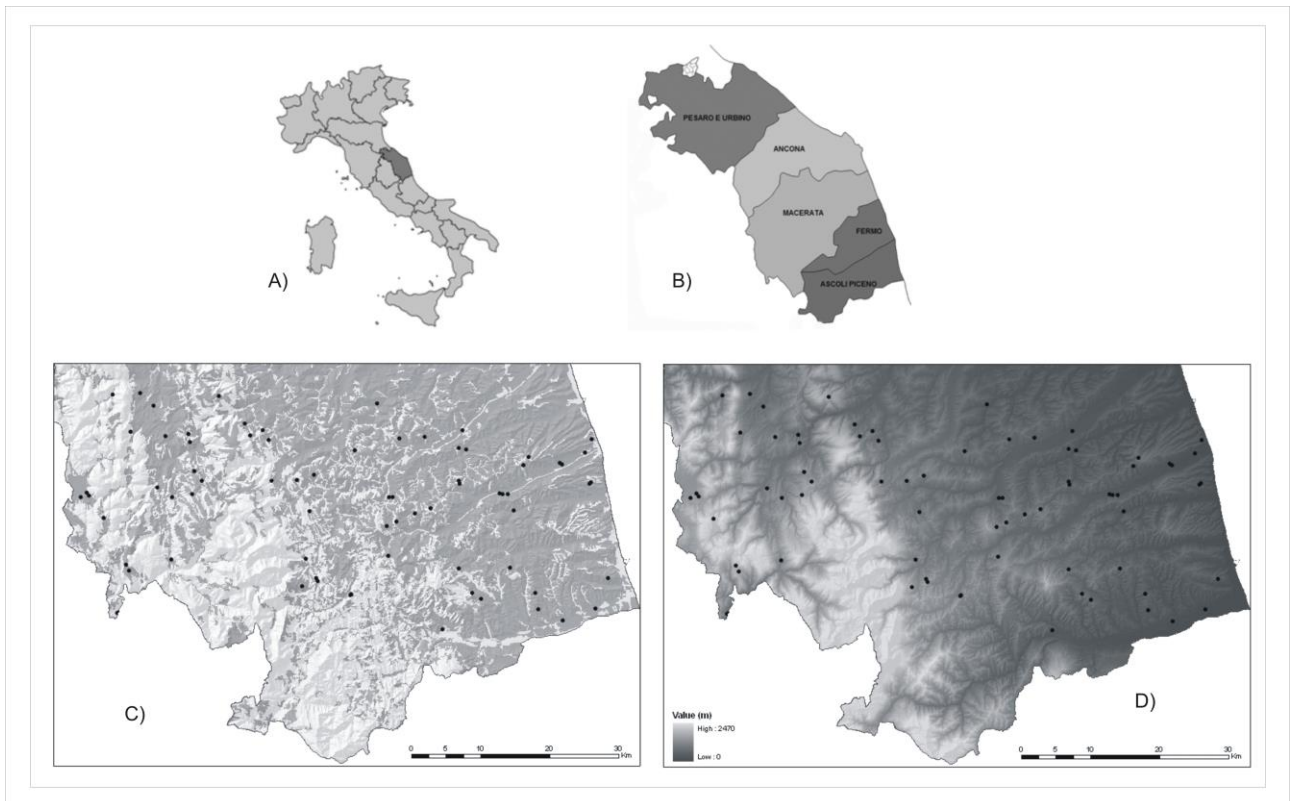 A)
B)
PESARO E URBINO
ANCONA
MACERATA
FERMO
ASCOLI PICENO
C)
0 5 10 20 30
Km
D)
Value (m)
High : 2470
Low : 0
0 5 10 20 30
Km